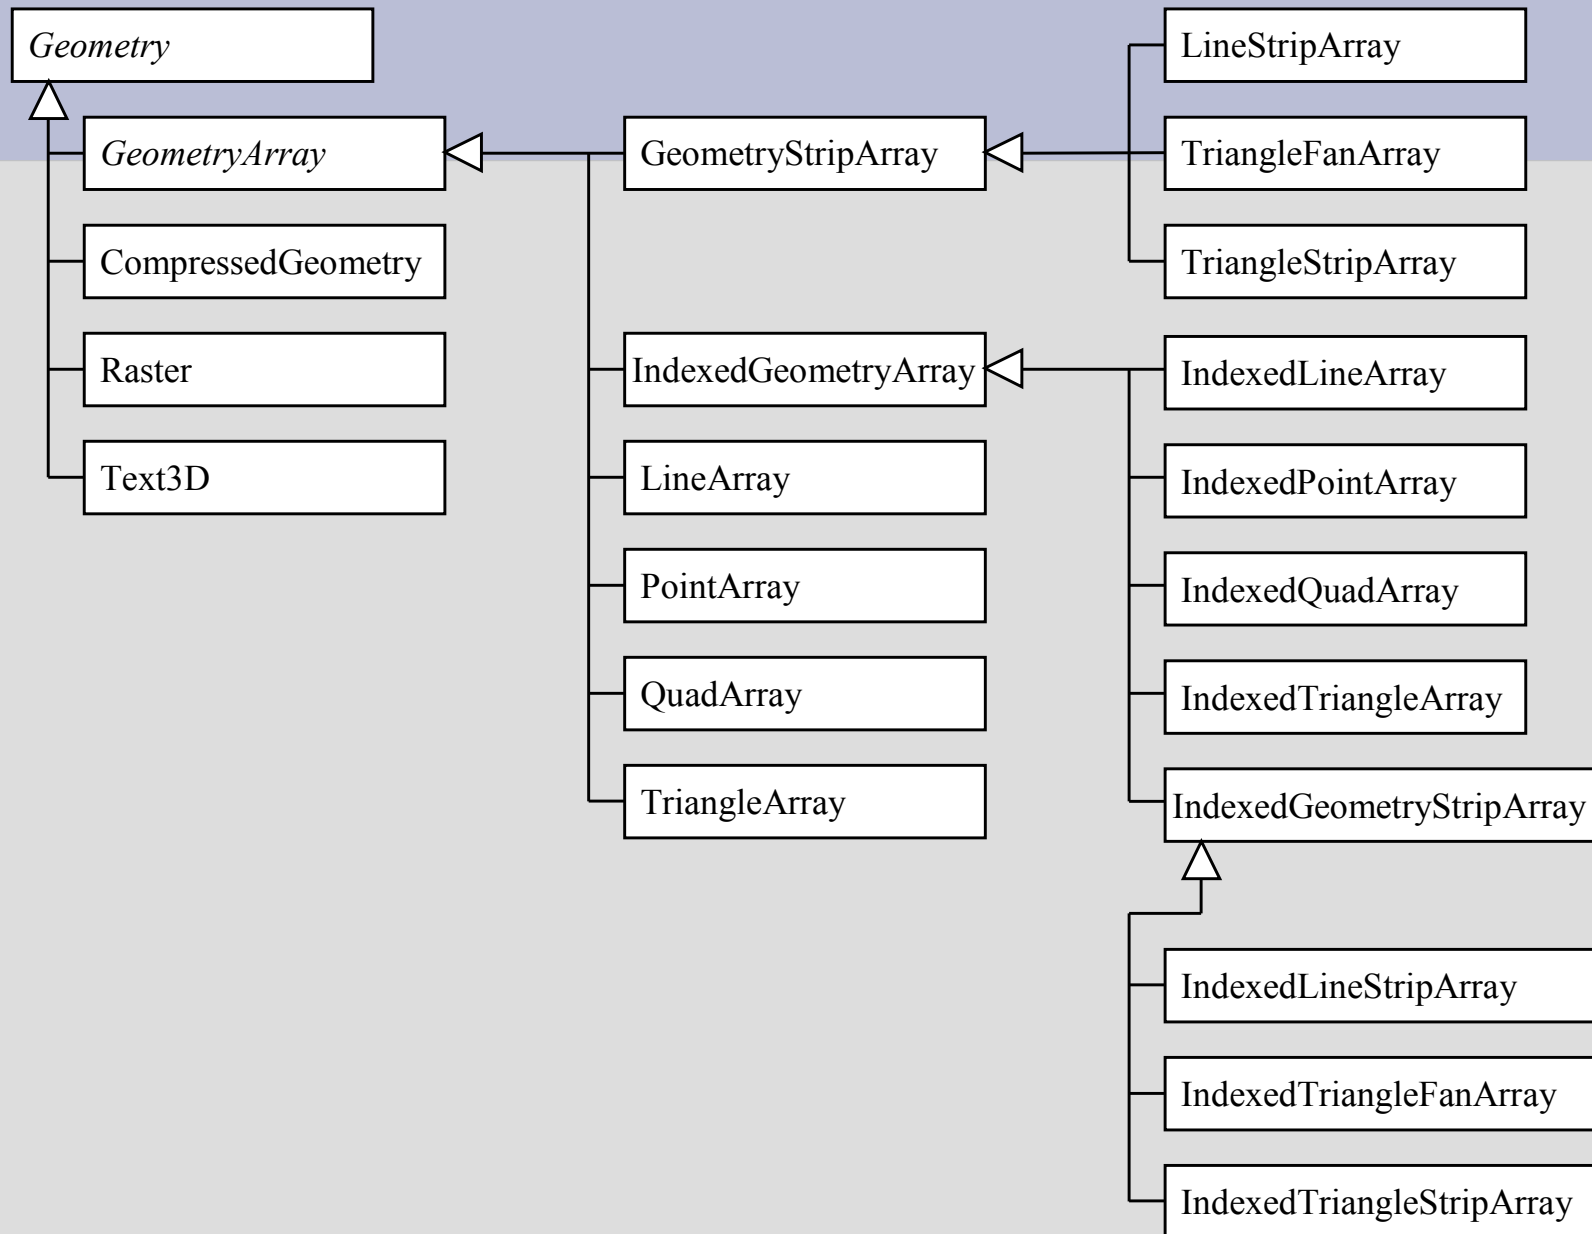 Geometry
GeometryArray
CompressedGeometry
Raster
Text3D
GeometryStripArray
IndexedGeometryArray
LineArray
PointArray
QuadArray
TriangleArray
LineStripArray
TriangleFanArray
TriangleStripArray
IndexedLineArray
IndexedPointArray
IndexedQuadArray
IndexedTriangleArray
IndexedGeometryStripArray
IndexedLineStripArray
IndexedTriangleFanArray
IndexedTriangleStripArray